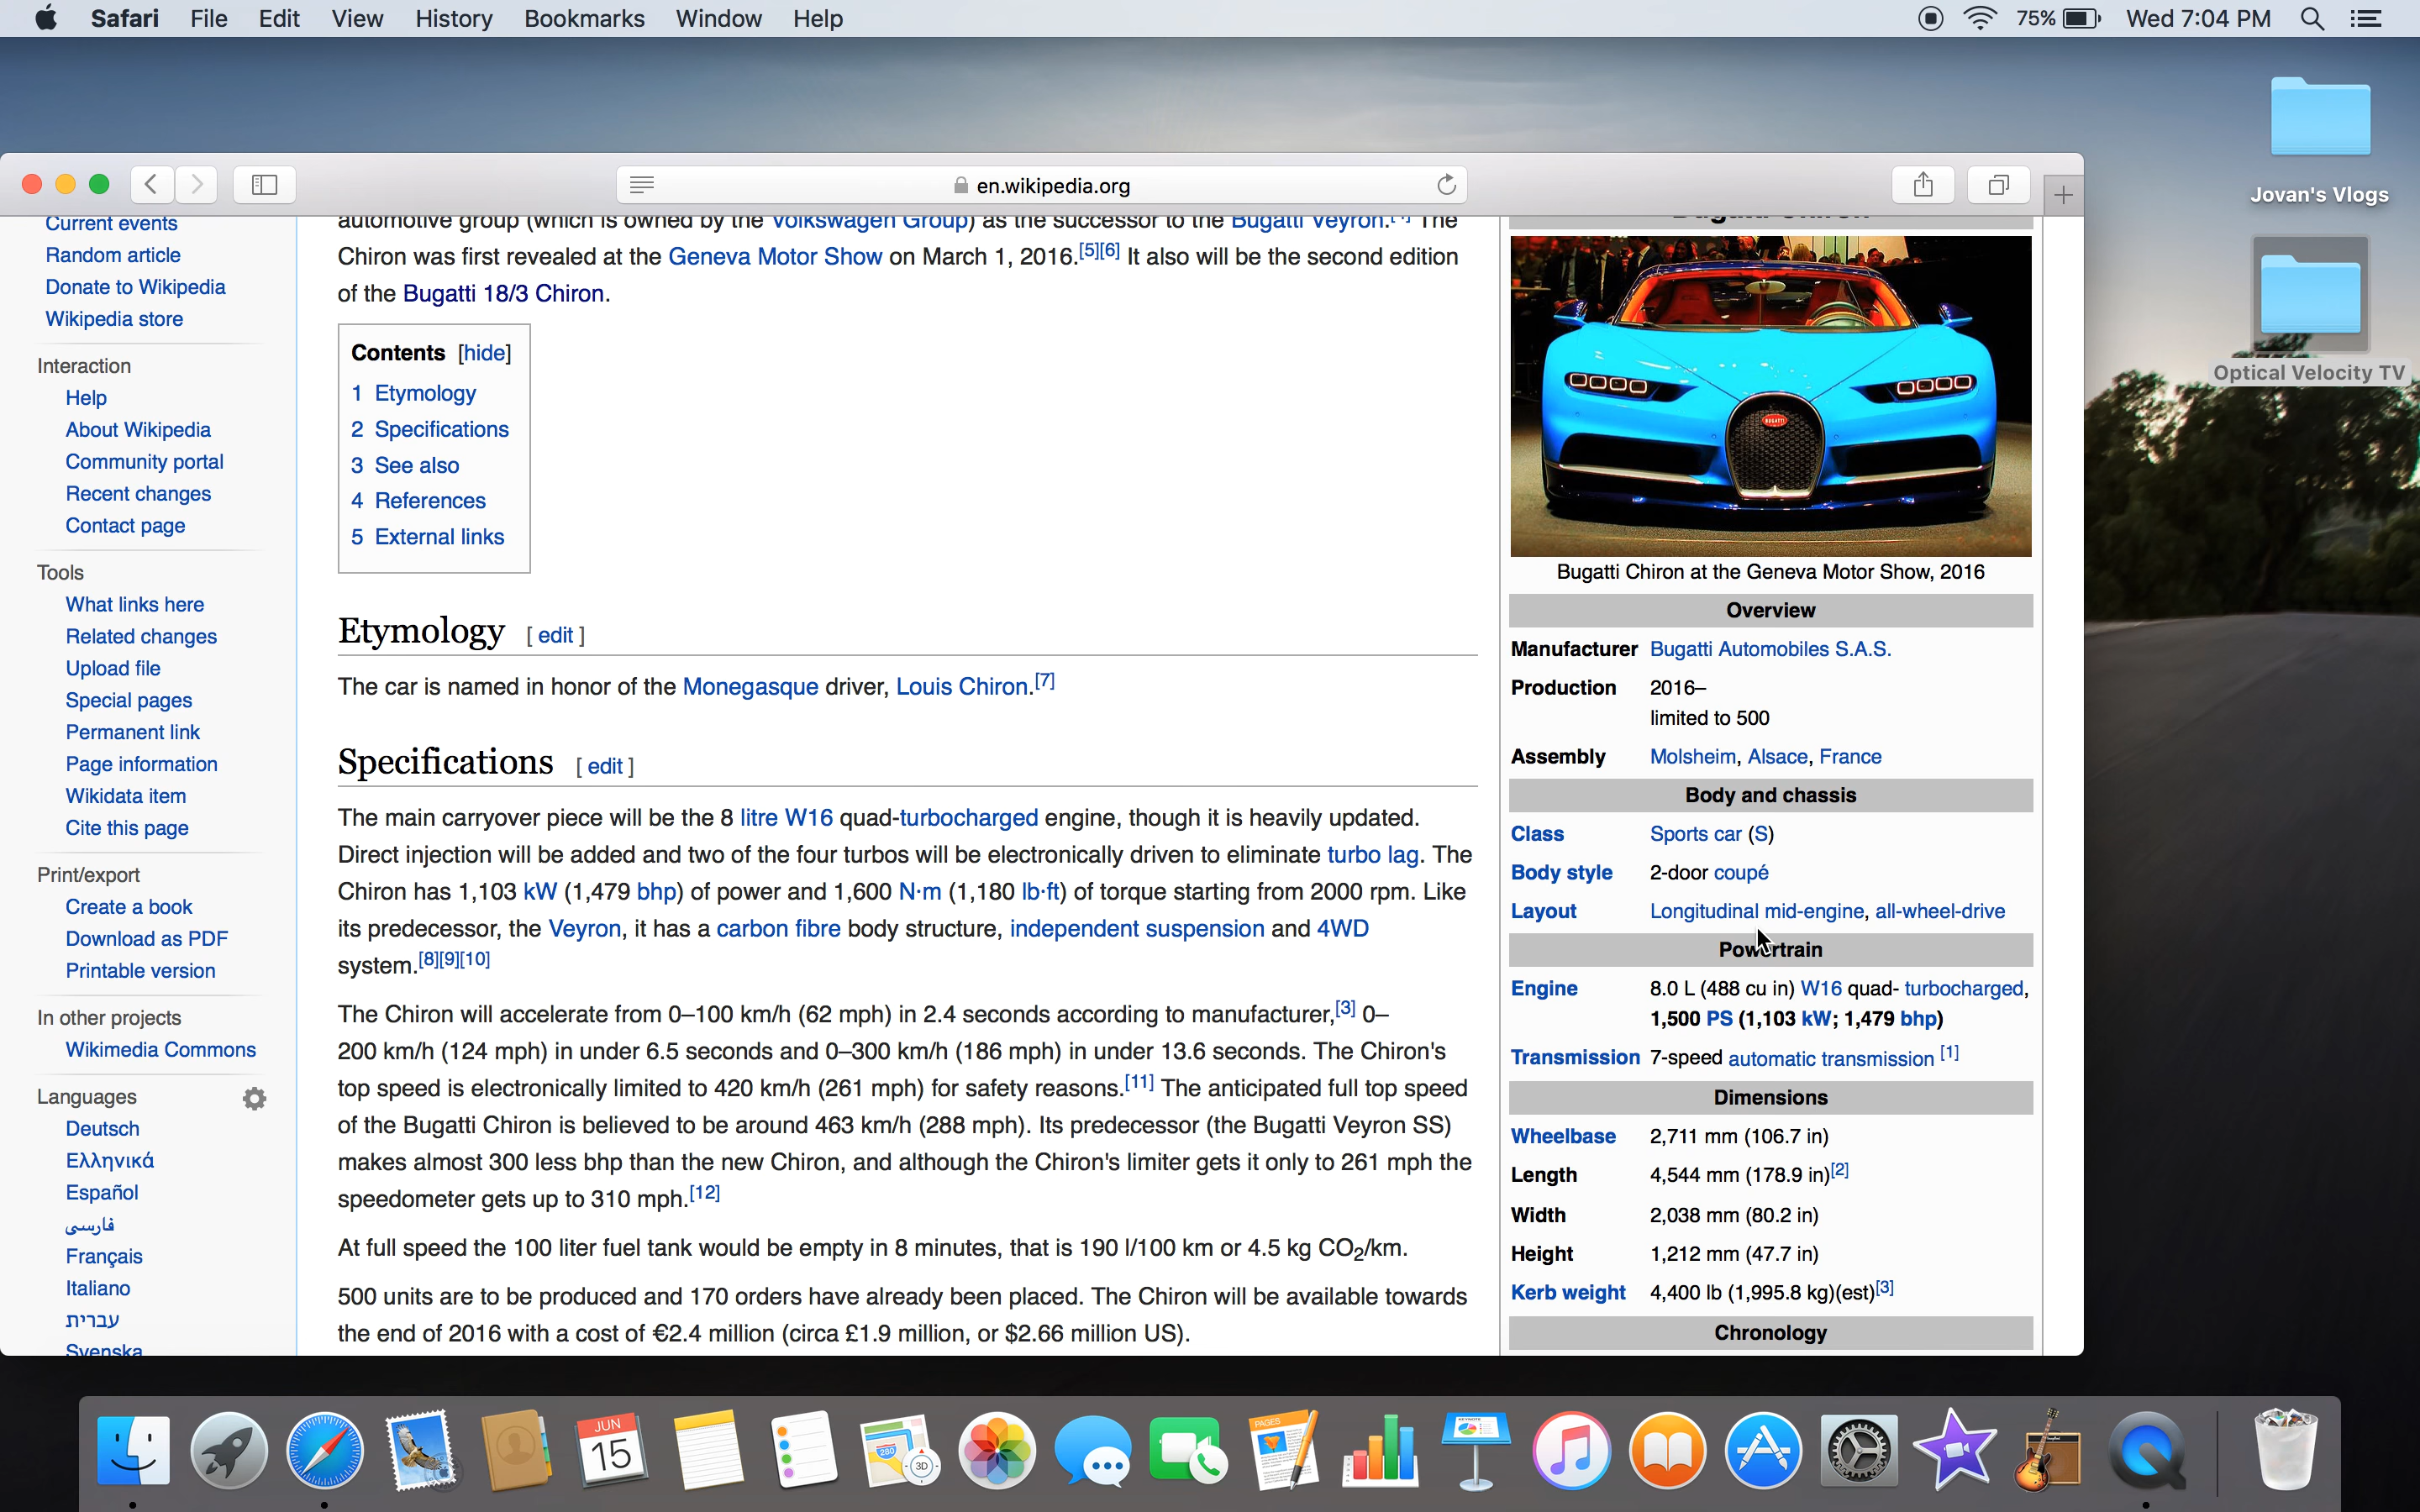 Safari File Edit View History Bookmarks Window Help
75% Wed 7:04 PM
en.wikipedia.org
Jovan's Vlogs
Optical Velocity TV
Current events
Random article
Donate to Wikipedia
Wikipedia store
Interaction
Help
About Wikipedia
Community portal
Recent changes
Contact page
Tools
What links here
Related changes
Upload file
Special pages
Permanent link
Page information
Wikidata item
Cite this page
Print/export
Create a book
Download as PDF
Printable version
In other projects
Wikimedia Commons
Languages
Deutsch
Ελληνικά
Español
فارسی
Français
Italiano
עברית
Svenska
automotive group (which is owned by the Volkswagen Group) as the successor to the Bugatti Veyron. The
Chiron was first revealed at the Geneva Motor Show on March 1, 2016.[5][6] It also will be the second edition
of the Bugatti 18/3 Chiron.
Contents [hide]
1 Etymology
2 Specifications
3 See also
4 References
5 External links
Etymology [ edit ]
The car is named in honor of the Monegasque driver, Louis Chiron.[7]
Specifications [ edit ]
The main carryover piece will be the 8 litre W16 quad-turbocharged engine, though it is heavily updated.
Direct injection will be added and two of the four turbos will be electronically driven to eliminate turbo lag. The
Chiron has 1,103 kW (1,479 bhp) of power and 1,600 N·m (1,180 lb·ft) of torque starting from 2000 rpm. Like
its predecessor, the Veyron, it has a carbon fibre body structure, independent suspension and 4WD
system.[8][9][10]
The Chiron will accelerate from 0–100 km/h (62 mph) in 2.4 seconds according to manufacturer,[3] 0–
200 km/h (124 mph) in under 6.5 seconds and 0–300 km/h (186 mph) in under 13.6 seconds. The Chiron's
top speed is electronically limited to 420 km/h (261 mph) for safety reasons.[11] The anticipated full top speed
of the Bugatti Chiron is believed to be around 463 km/h (288 mph). Its predecessor (the Bugatti Veyron SS)
makes almost 300 less bhp than the new Chiron, and although the Chiron's limiter gets it only to 261 mph the
speedometer gets up to 310 mph.[12]
At full speed the 100 liter fuel tank would be empty in 8 minutes, that is 190 l/100 km or 4.5 kg CO₂/km.
500 units are to be produced and 170 orders have already been placed. The Chiron will be available towards
the end of 2016 with a cost of €2.4 million (circa £1.9 million, or $2.66 million US).
Bugatti Chiron
BUGATTI
Bugatti Chiron at the Geneva Motor Show, 2016
Overview
Manufacturer Bugatti Automobiles S.A.S.
Production 2016–
limited to 500
Assembly Molsheim, Alsace, France
Body and chassis
Class Sports car (S)
Body style 2-door coupé
Layout Longitudinal mid-engine, all-wheel-drive
Powertrain
Engine 8.0 L (488 cu in) W16 quad- turbocharged,
1,500 PS (1,103 kW; 1,479 bhp)
Transmission 7-speed automatic transmission [1]
Dimensions
Wheelbase 2,711 mm (106.7 in)
Length 4,544 mm (178.9 in)[2]
Width 2,038 mm (80.2 in)
Height 1,212 mm (47.7 in)
Kerb weight 4,400 lb (1,995.8 kg)(est)[3]
Chronology
JUN
15
280
3D
PAGES
KEYNOTE